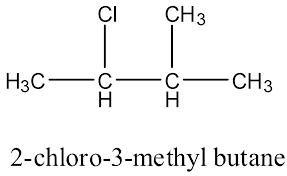 Cl CH3
H3C C C CH3
H H
2-chloro-3-methyl butane